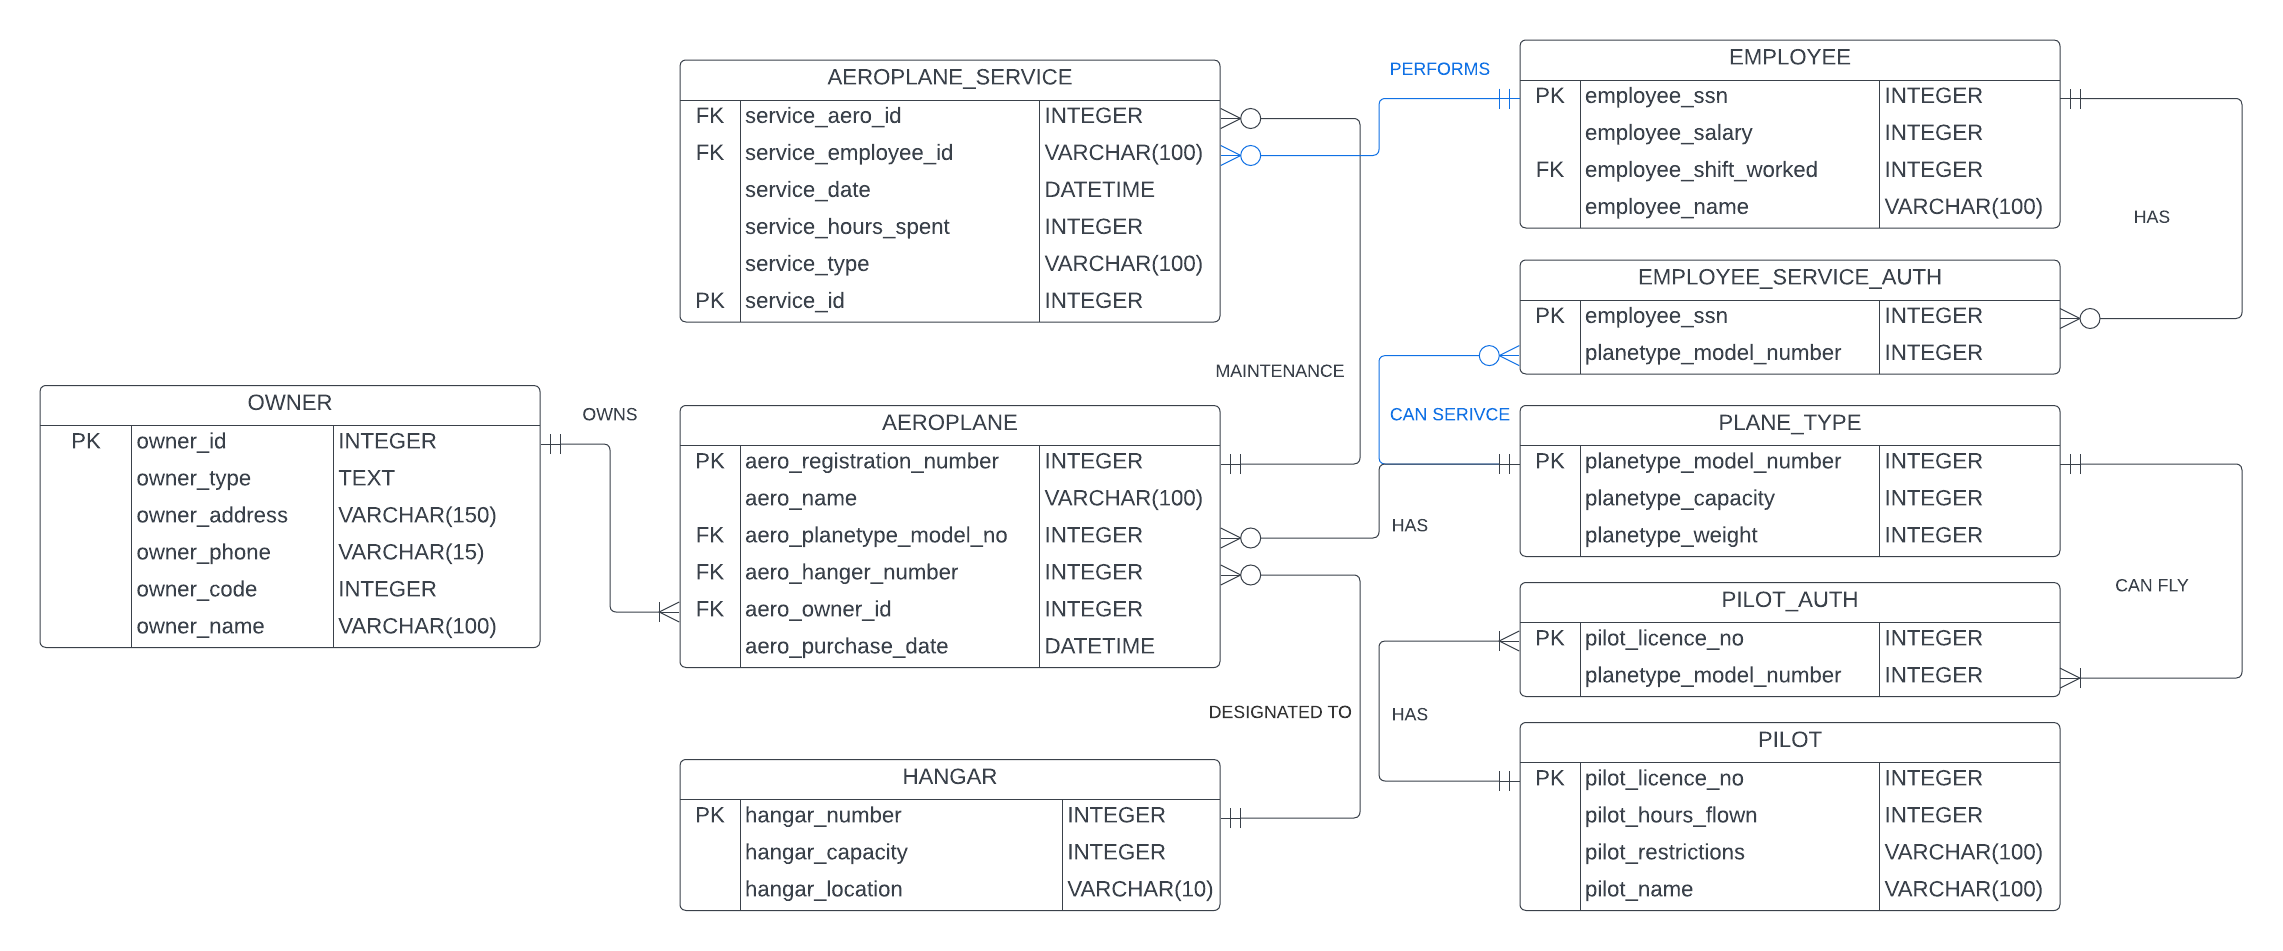 AEROPLANE_SERVICE
FK service_aero_id INTEGER
FK service_employee_id VARCHAR(100)
service_date DATETIME
service_hours_spent INTEGER
service_type VARCHAR(100)
PK service_id INTEGER
PERFORMS
EMPLOYEE
PK employee_ssn INTEGER
employee_salary INTEGER
FK employee_shift_worked INTEGER
employee_name VARCHAR(100)
HAS
EMPLOYEE_SERVICE_AUTH
PK employee_ssn INTEGER
planetype_model_number INTEGER
MAINTENANCE
OWNER
PK owner_id INTEGER
owner_type TEXT
owner_address VARCHAR(150)
owner_phone VARCHAR(15)
owner_code INTEGER
owner_name VARCHAR(100)
OWNS
AEROPLANE
PK aero_registration_number INTEGER
aero_name VARCHAR(100)
FK aero_planetype_model_no INTEGER
FK aero_hanger_number INTEGER
FK aero_owner_id INTEGER
aero_purchase_date DATETIME
CAN SERIVCE
HAS
PLANE_TYPE
PK planetype_model_number INTEGER
planetype_capacity INTEGER
planetype_weight INTEGER
CAN FLY
PILOT_AUTH
PK pilot_licence_no INTEGER
planetype_model_number INTEGER
DESIGNATED TO
HAS
HANGAR
PK hangar_number INTEGER
hangar_capacity INTEGER
hangar_location VARCHAR(10)
PILOT
PK pilot_licence_no INTEGER
pilot_hours_flown INTEGER
pilot_restrictions VARCHAR(100)
pilot_name VARCHAR(100)